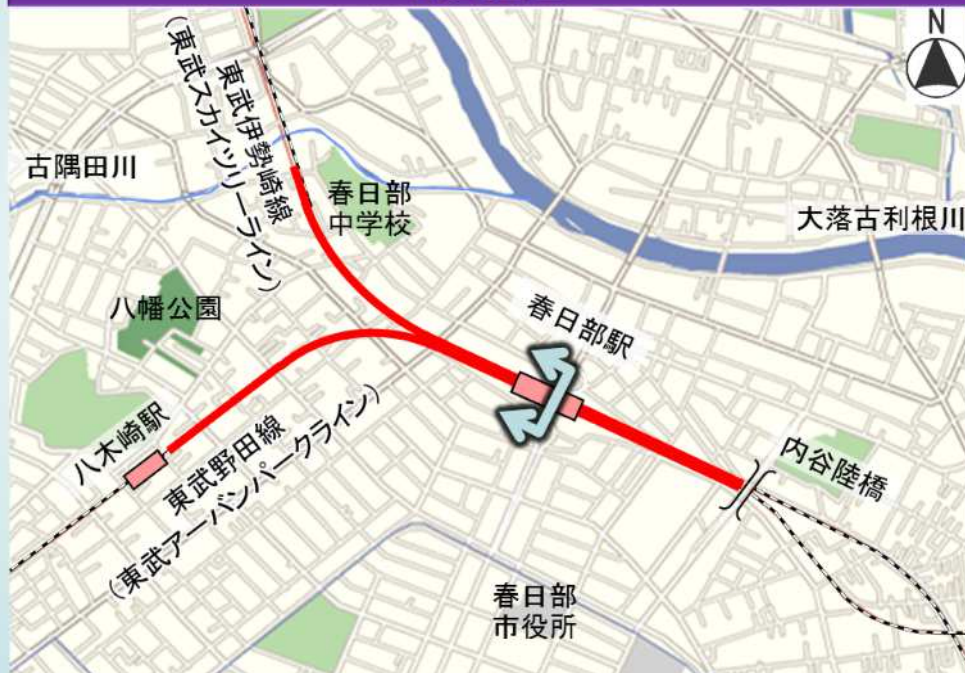 N
東武伊勢崎線
(東武スカイツリーライン)
古隅田川
春日部
中学校
大落古利根川
八幡公園
春日部駅
八木崎駅
東武野田線
(東武アーバンパークライン)
内谷陸橋
春日部
市役所